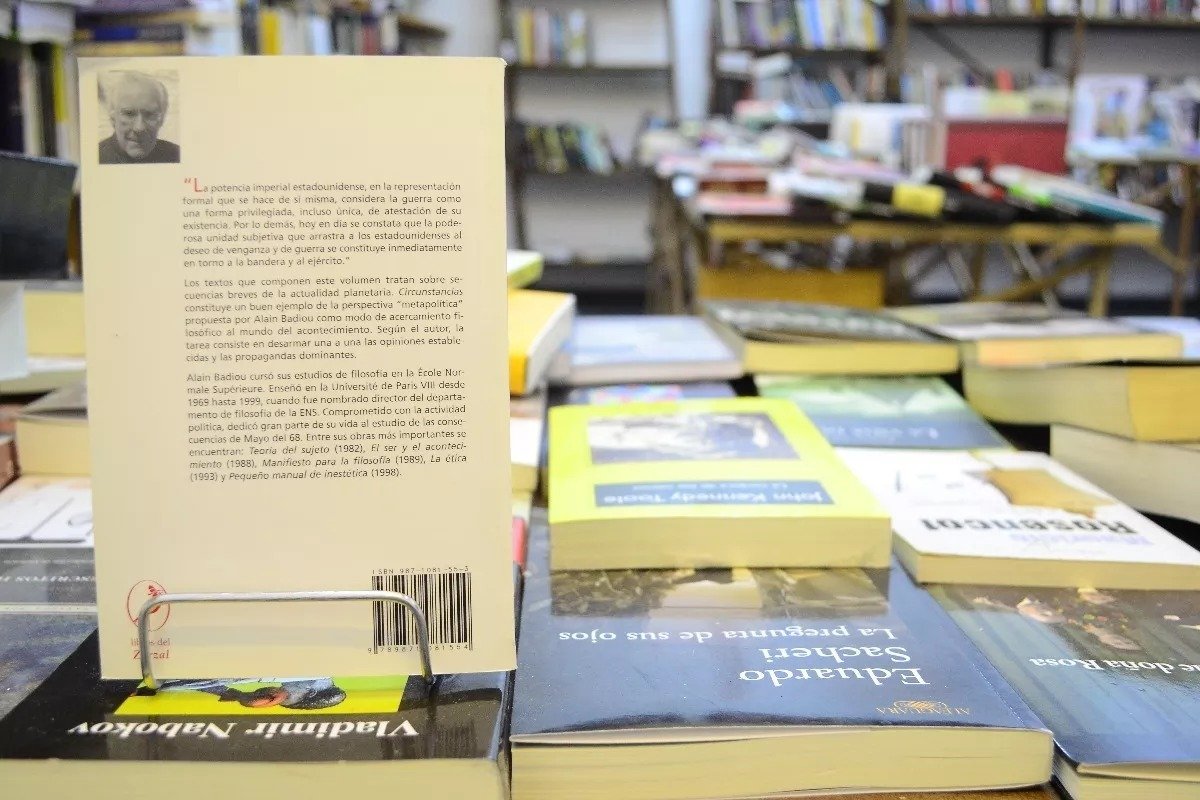 “La potencia imperial estadounidense, en la representación
formal que se hace de sí misma, considera la guerra como
una forma privilegiada, incluso única, de atestación de su
existencia. Por lo demás, hoy en día se constata que la pode-
rosa unidad subjetiva que arrastra a los estadounidenses al
deseo de venganza y de guerra se constituye inmediatamente
en torno a la bandera y al ejército.”
Los textos que componen este volumen tratan sobre se-
cuencias breves de la actualidad planetaria. Circunstancias
constituye un buen ejemplo de la perspectiva “metapolítica”
propuesta por Alain Badiou como modo de acercamiento fi-
losófico al mundo del acontecimiento. Según el autor, la
tarea consiste en desarmar una a una las opiniones estable-
cidas y las propagandas dominantes.
Alain Badiou cursó sus estudios de filosofía en la École Nor-
male Supérieure. Enseñó en la Université de Paris VIII desde
1969 hasta 1999, cuando fue nombrado director del departa-
mento de filosofía de la ENS. Comprometido con la actividad
política, dedicó gran parte de su vida al estudio de las conse-
cuencias de Mayo del 68. Entre sus obras más importantes se
encuentran: Teoría del sujeto (1982), El ser y el aconteci-
miento (1988), Manifiesto para la filosofía (1989), La ética
(1993) y Pequeño manual de inestética (1998).
ISBN 987-1081-55-3
libros del
Zorzal
Vladimir Nabokov
John Kennedy Toole
Rosencof
La pregunta de sus ojos
Eduardo
Sacheri
ALFAGUARA
de doña Rosa